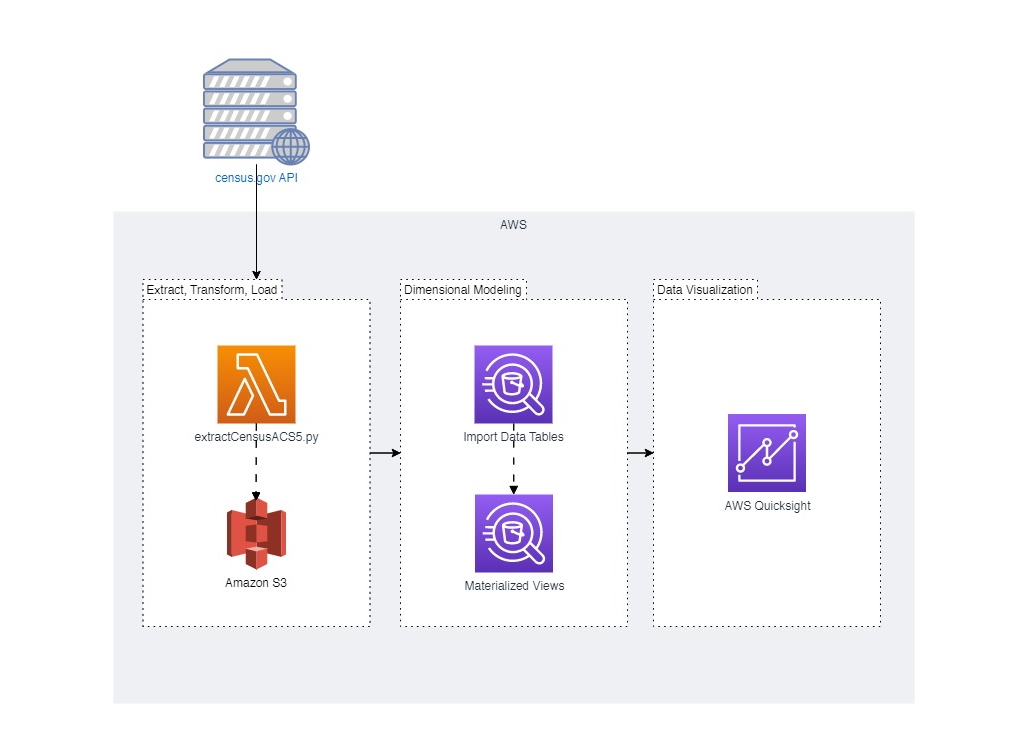 census.gov API
AWS
Extract, Transform, Load
Dimensional Modeling
Data Visualization
extractCensusACS5.py
Import Data Tables
AWS Quicksight
Amazon S3
Materialized Views